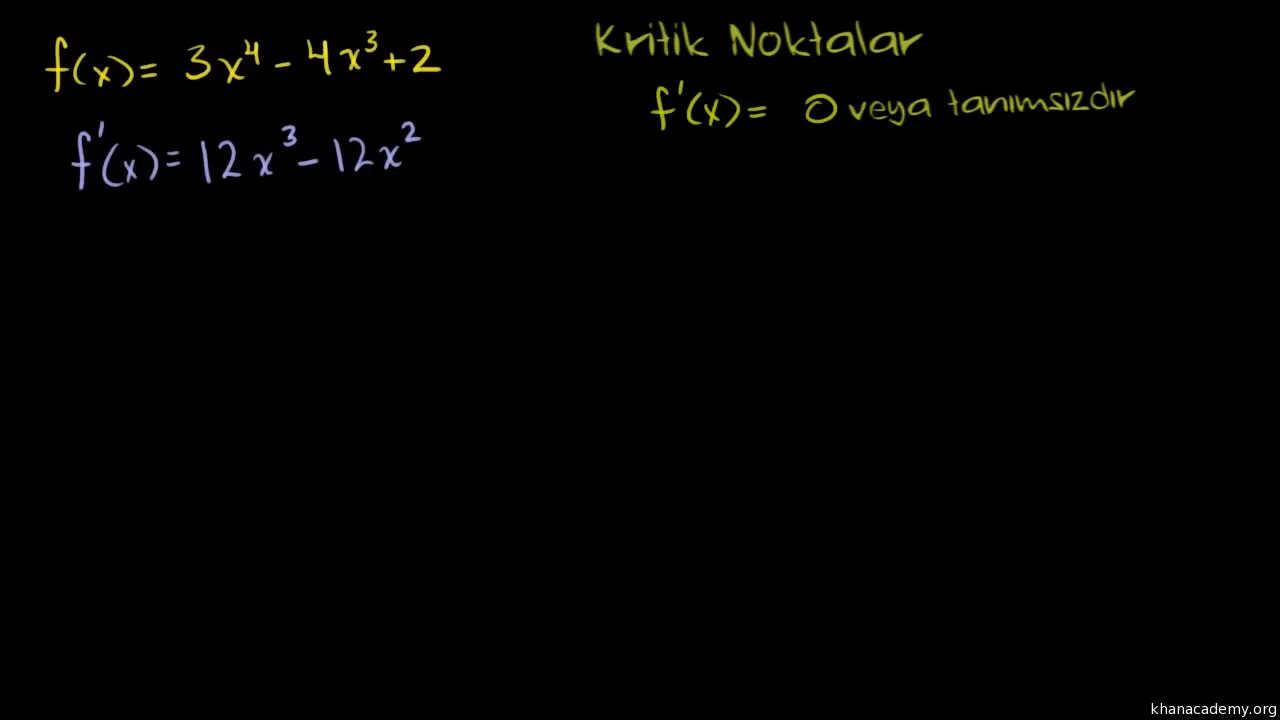 f(x) = 3x⁴ - 4x³ + 2
f'(x) = 12x³ - 12x²
Kritik Noktalar
f'(x) = 0 veya tanımsızdır
khanacademy.org